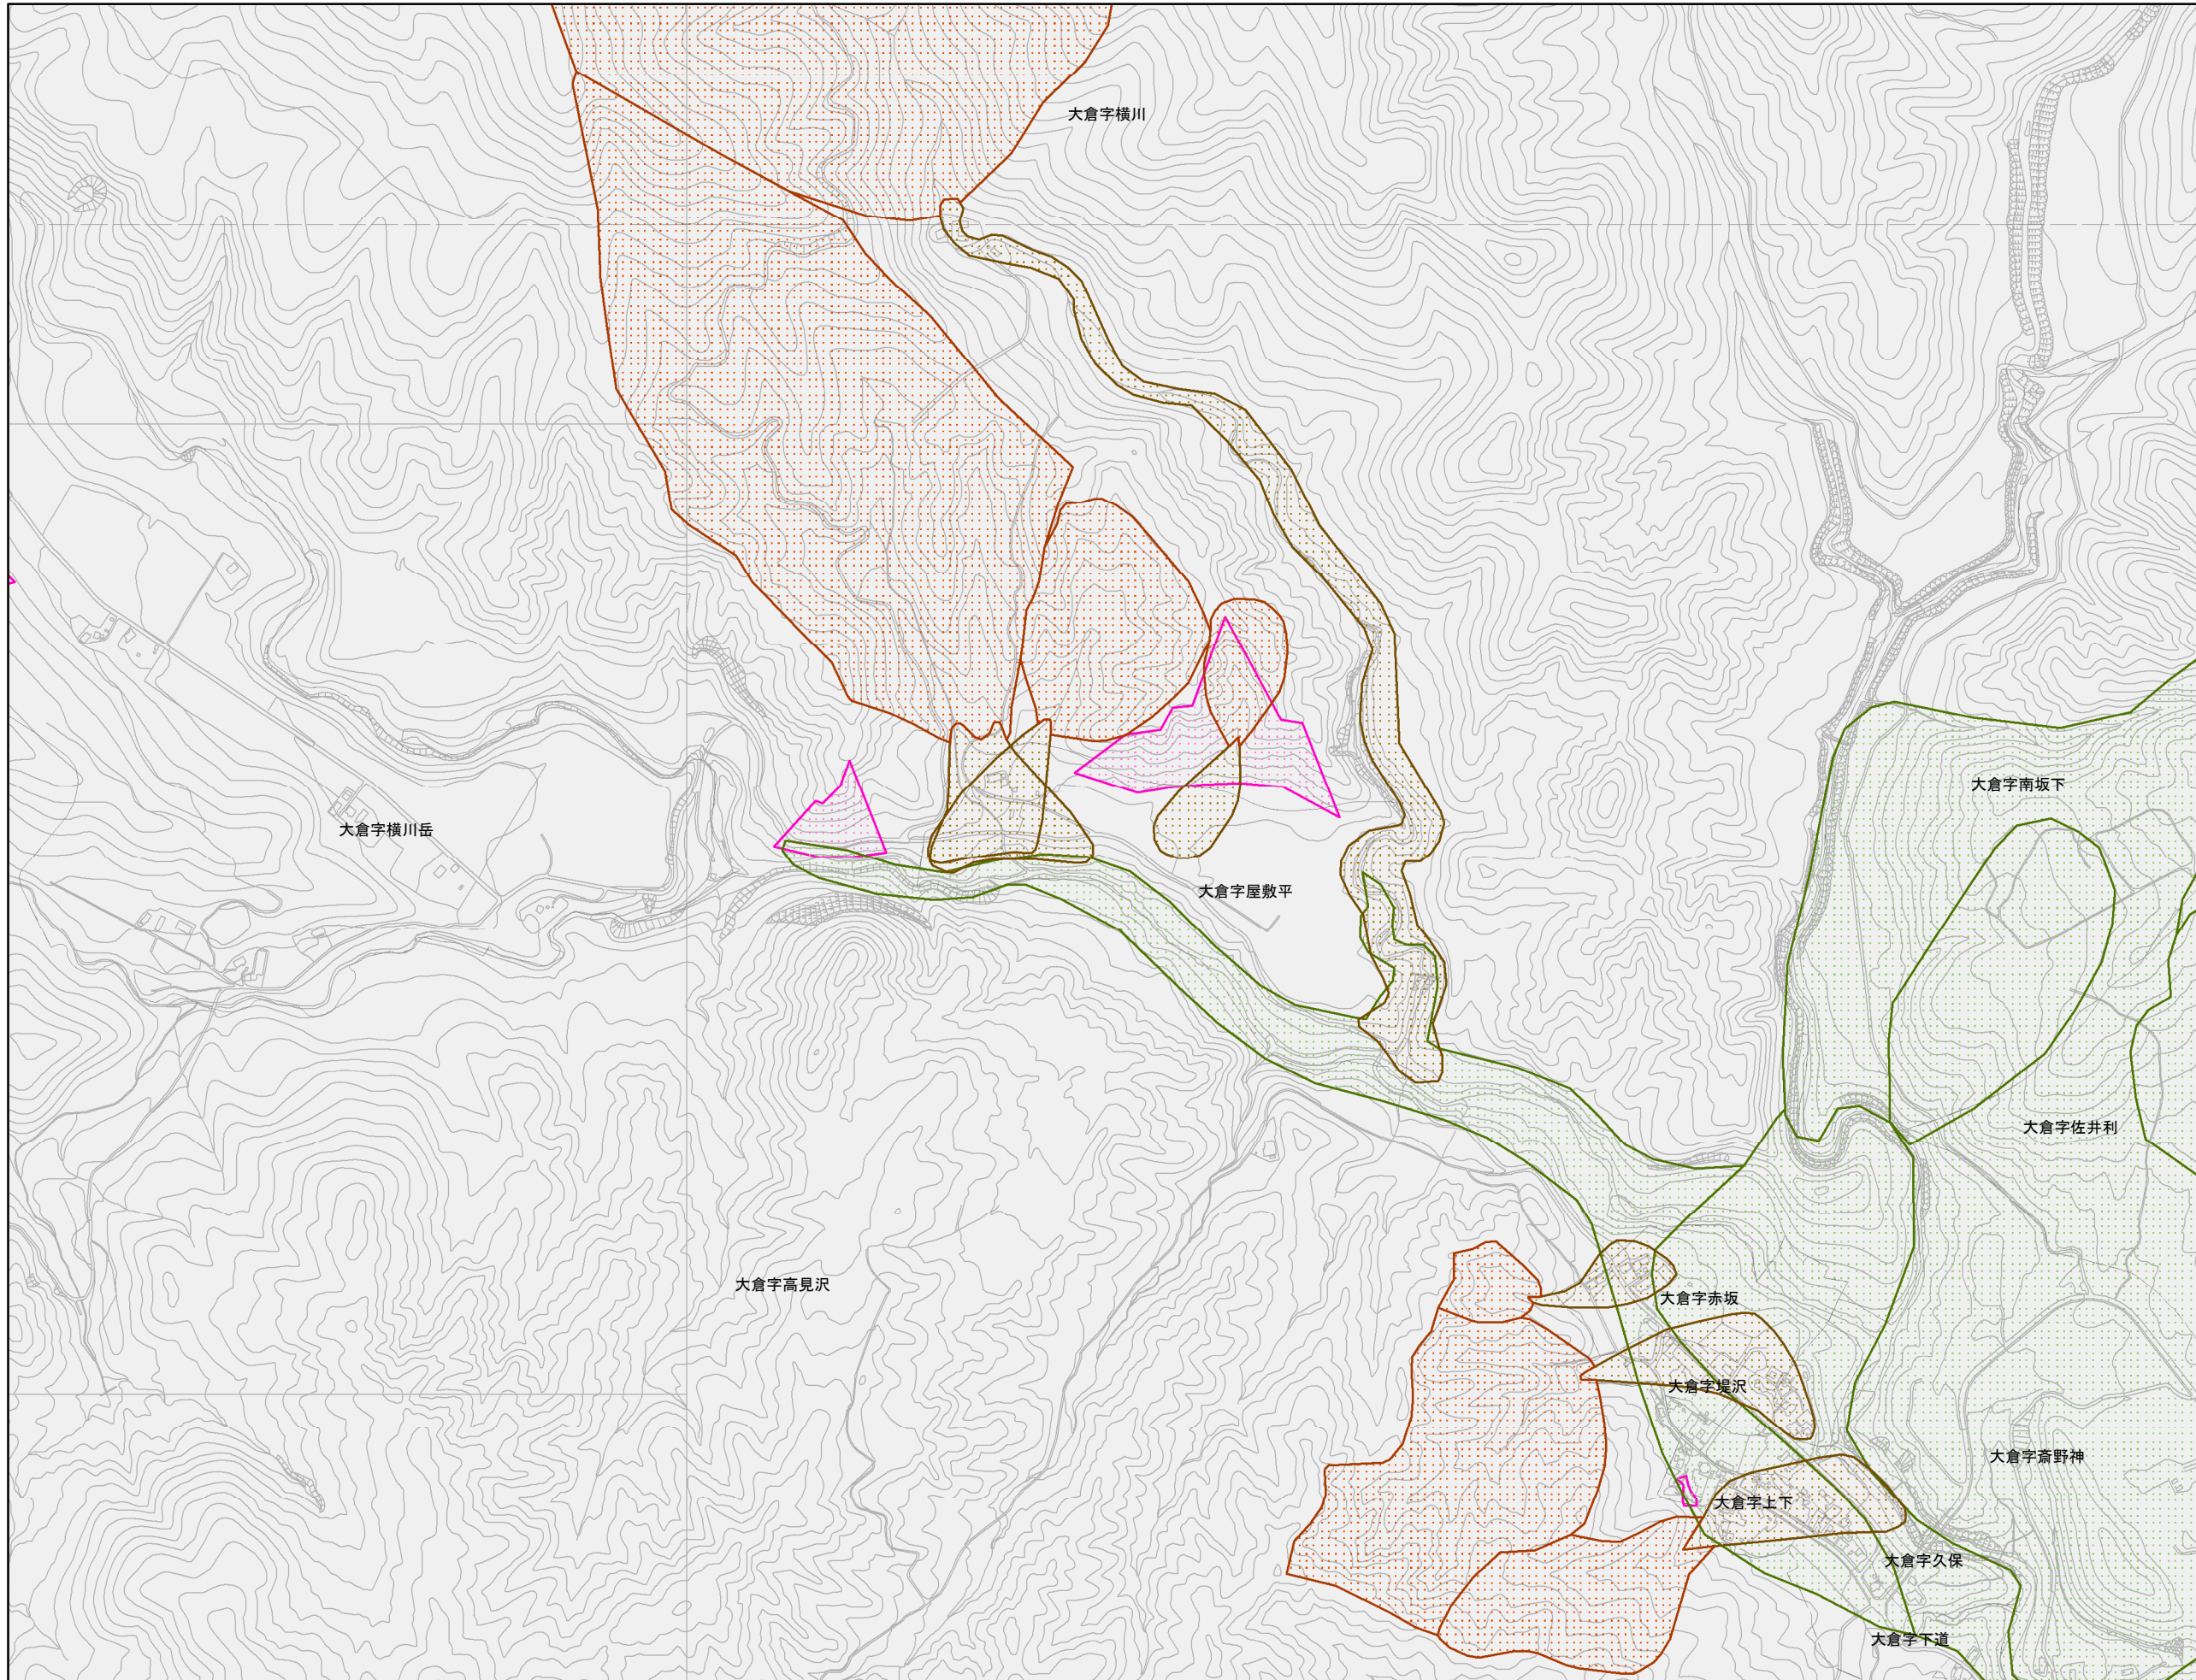 大倉字横川
大倉字南坂下
大倉字横川岳
大倉字屋敷平
大倉字佐井利
大倉字高見沢
大倉字赤坂
大倉字堤沢
大倉字斎野神
大倉字上下
大倉字久保
大倉字下道